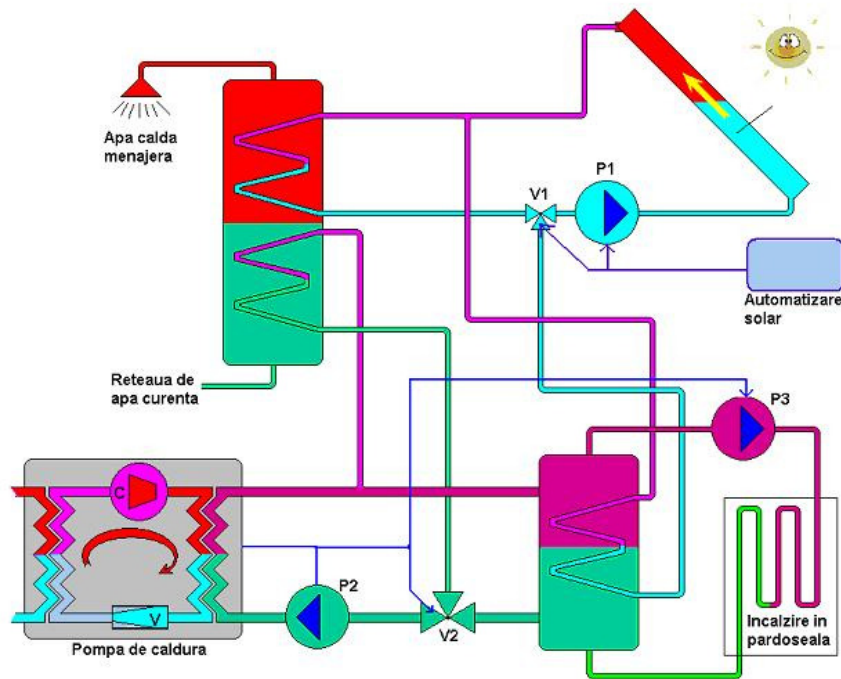 Apa calda
menajera
P1
V1
Automatizare
solar
Reteaua de
apa curenta
P3
C
P2
V
V2
Pompa de caldura
Incalzire in
pardoseala